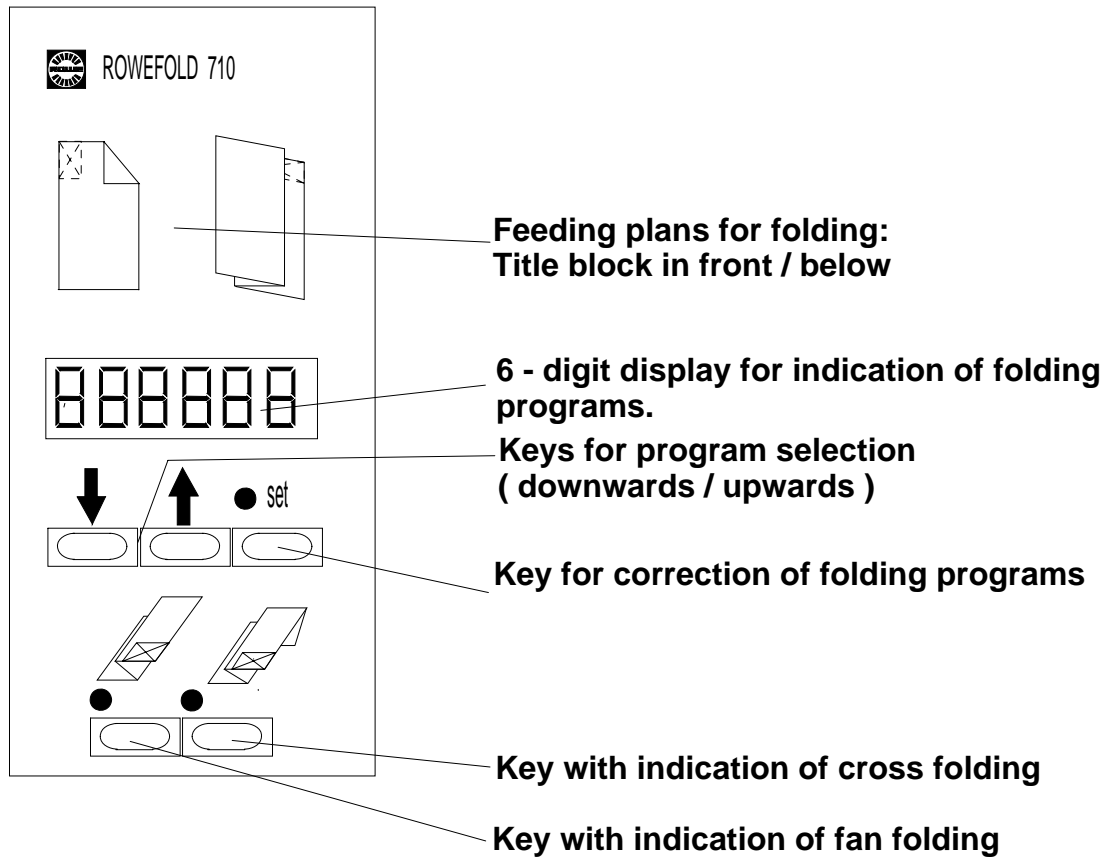 ROWEFOLD 710
Feeding plans for folding:
Title block in front / below
888888
6 - digit display for indication of folding
programs.
Keys for program selection
( downwards / upwards )
set
Key for correction of folding programs
Key with indication of cross folding
Key with indication of fan folding